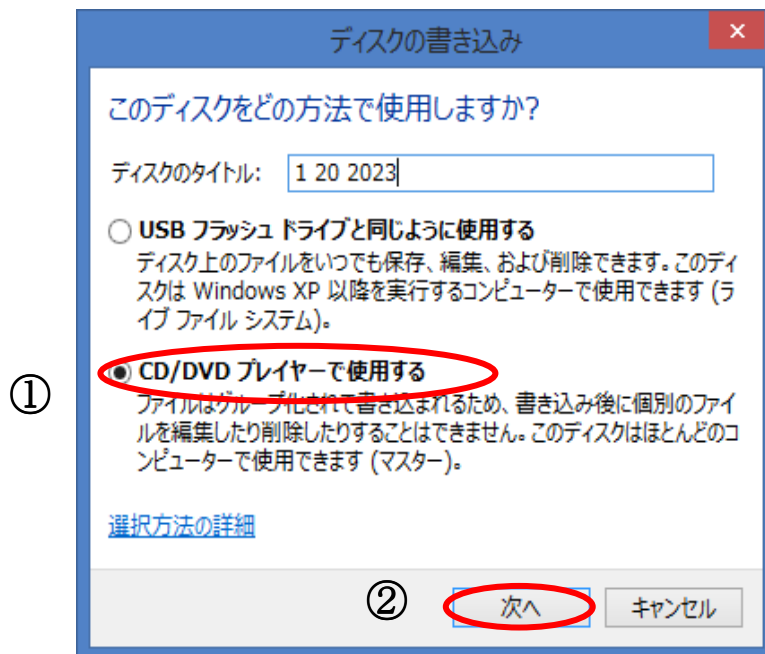 ディスクの書き込み
×
このディスクをどの方法で使用しますか?
ディスクのタイトル: 1 20 2023
USB フラッシュ ドライブと同じように使用する
ディスク上のファイルをいつでも保存、編集、および削除できます。このディ
スクは Windows XP 以降を実行するコンピューターで使用できます (ラ
イブ ファイル システム)。
①
CD/DVD プレイヤーで使用する
ファイルはグループ化されて書き込まれるため、書き込み後に個別のファイ
ルを編集したり削除したりすることはできません。このディスクはほとんどのコ
ンピューターで使用できます (マスター)。
選択方法の詳細
② 次へ キャンセル